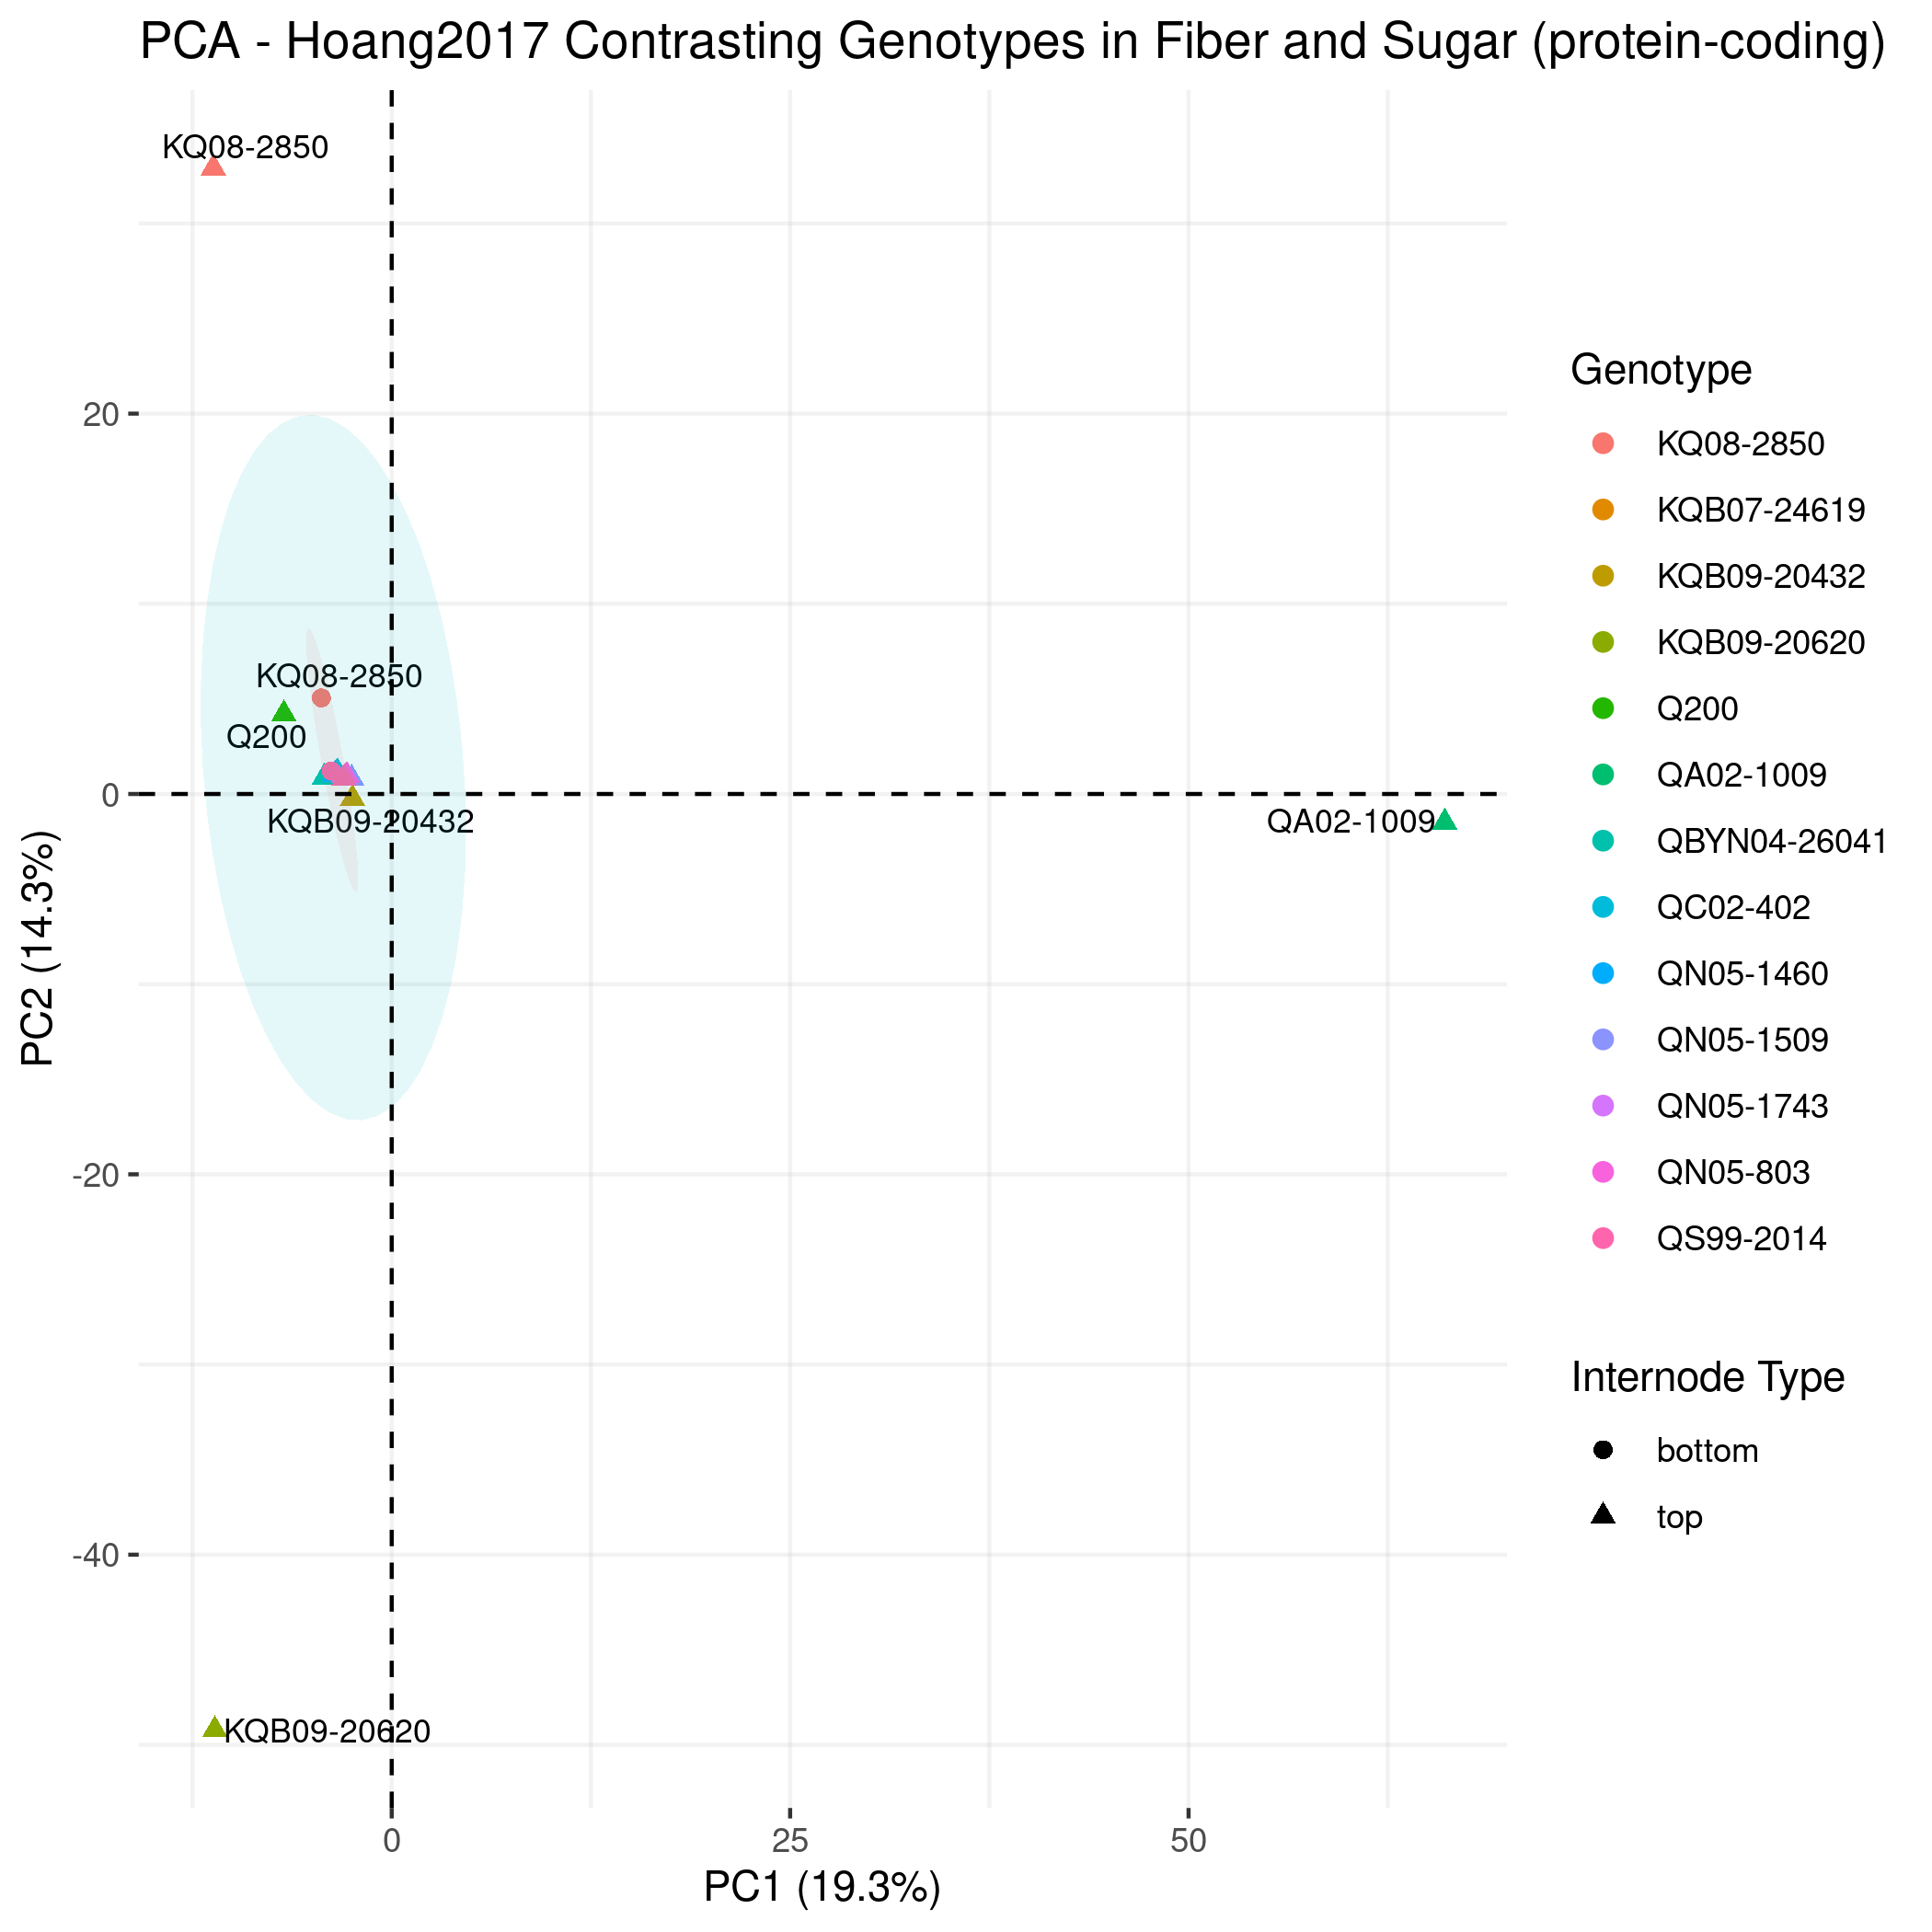 PCA - Hoang2017 Contrasting Genotypes in Fiber and Sugar (protein-coding)
KQ08-2850
20
KQ08-2850
Q200
0
KQB09-20432
QA02-1009
-20
-40
KQB09-20620
0
25
50
PC1 (19.3%)
PC2 (14.3%)
Genotype
KQ08-2850
KQB07-24619
KQB09-20432
KQB09-20620
Q200
QA02-1009
QBYN04-26041
QC02-402
QN05-1460
QN05-1509
QN05-1743
QN05-803
QS99-2014
Internode Type
bottom
top